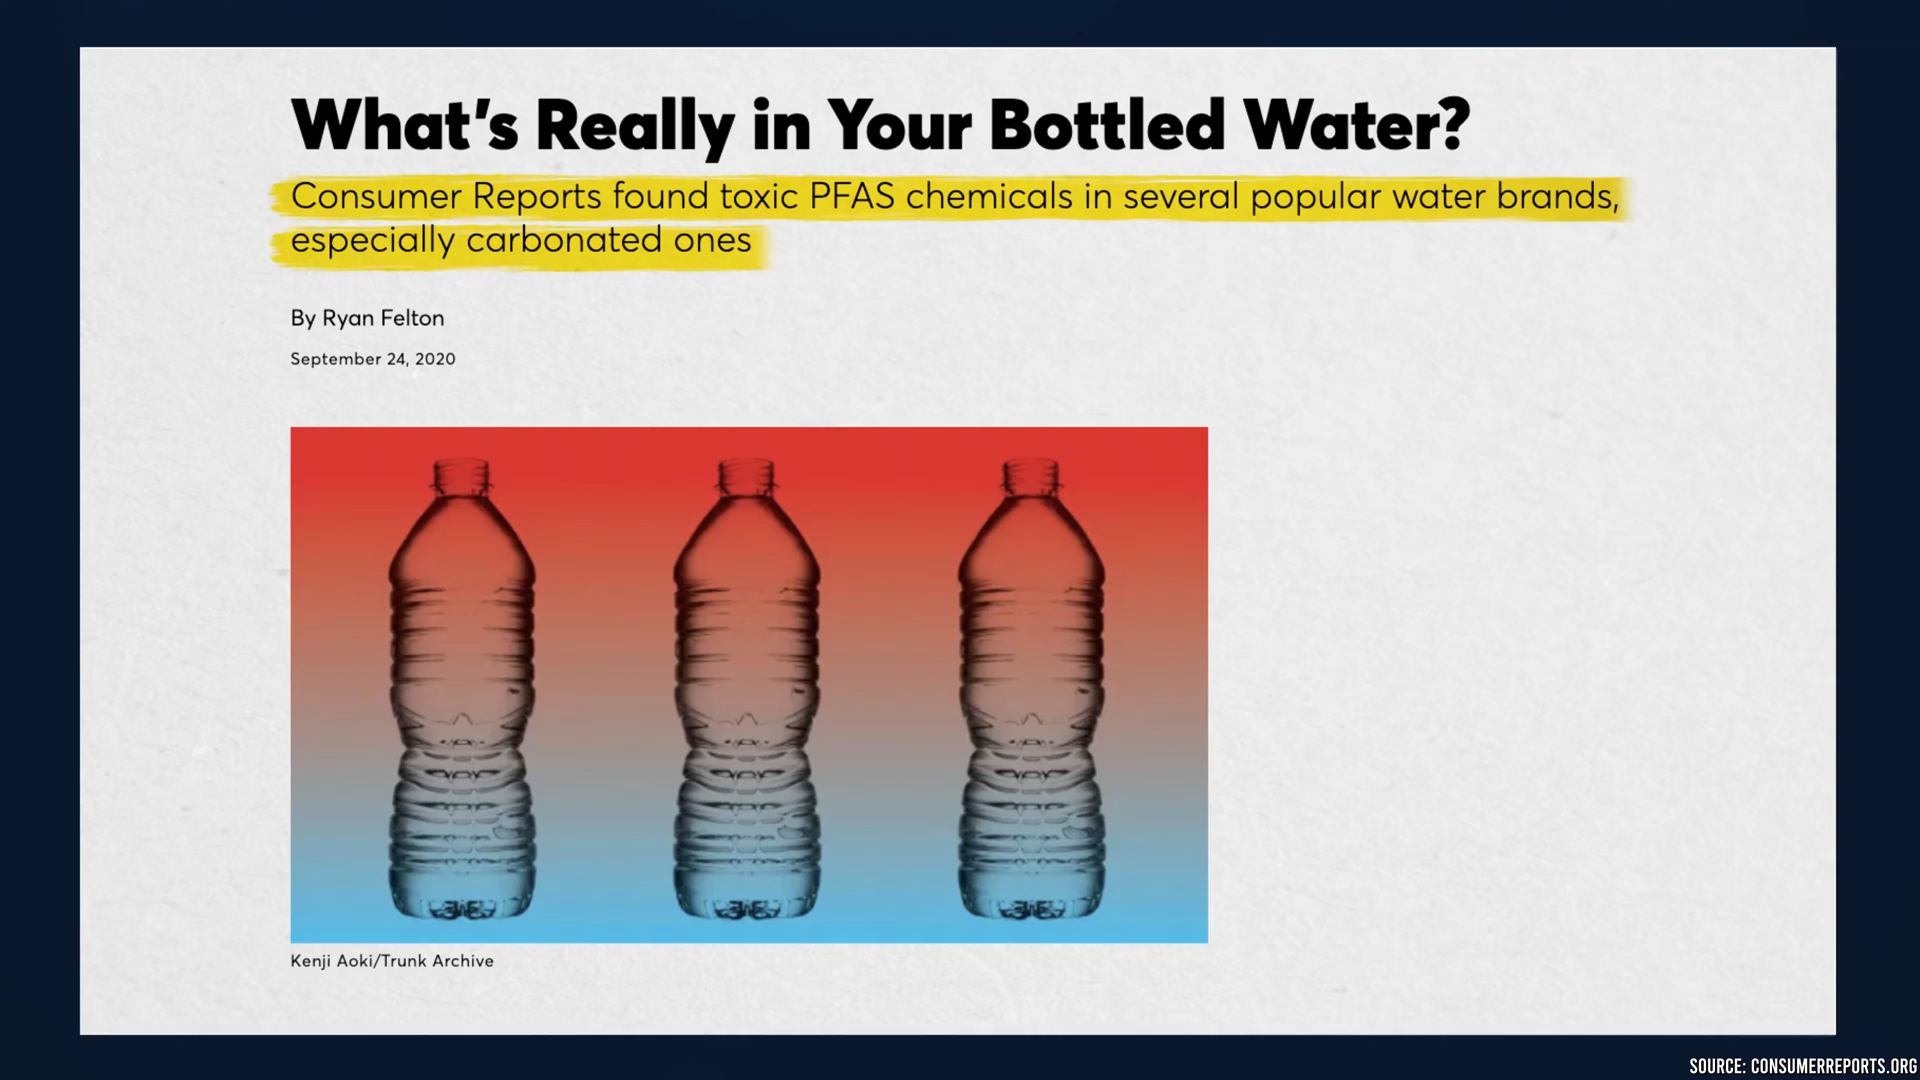 What's Really in Your Bottled Water?
Consumer Reports found toxic PFAS chemicals in several popular water brands,
especially carbonated ones
By Ryan Felton
September 24, 2020
Kenji Aoki/Trunk Archive
SOURCE: CONSUMERREPORTS.ORG